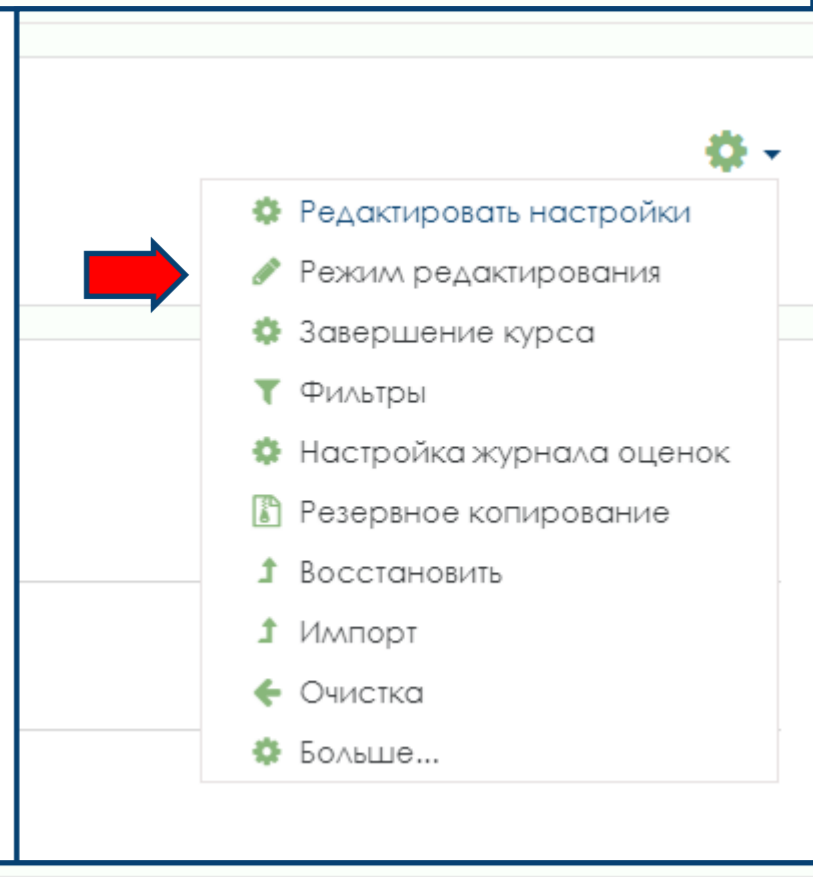 Редактировать настройки
Режим редактирования
Завершение курса
Фильтры
Настройка журнала оценок
Резервное копирование
Восстановить
Импорт
Очистка
Больше...